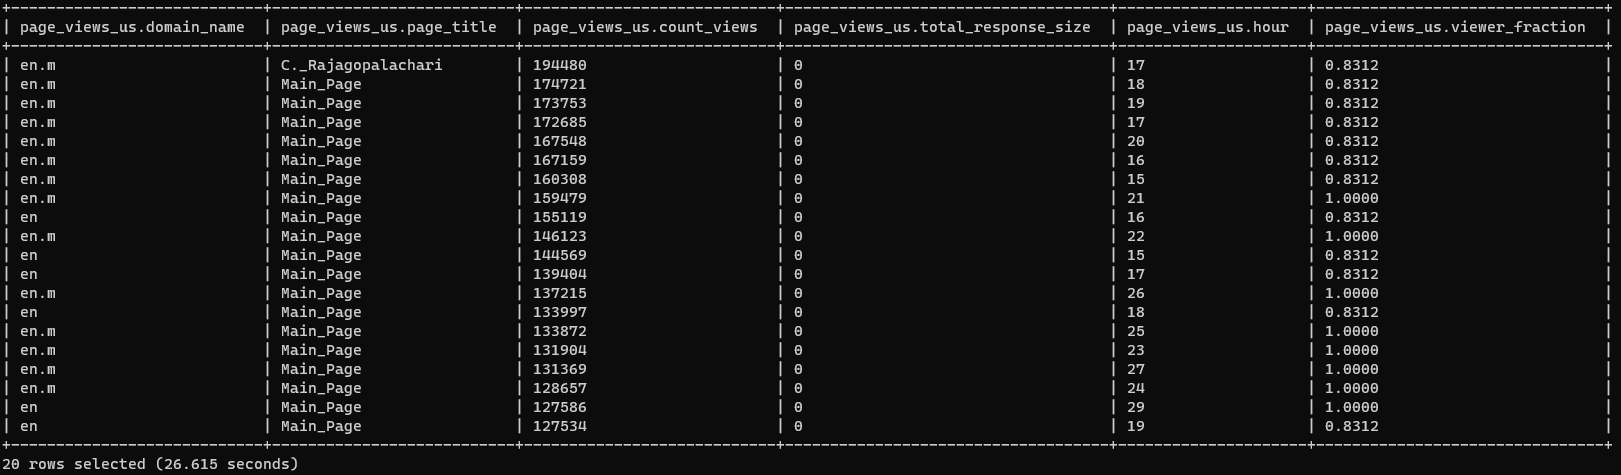 | page_views_us.domain_name | page_views_us.page_title | page_views_us.count_views | page_views_us.total_response_size | page_views_us.hour | page_views_us.viewer_fraction |
| en.m | C._Rajagopalachari | 194480 | 0 | 17 | 0.8312 |
| en.m | Main_Page | 174721 | 0 | 18 | 0.8312 |
| en.m | Main_Page | 173753 | 0 | 19 | 0.8312 |
| en.m | Main_Page | 172685 | 0 | 17 | 0.8312 |
| en.m | Main_Page | 167548 | 0 | 20 | 0.8312 |
| en.m | Main_Page | 167159 | 0 | 16 | 0.8312 |
| en.m | Main_Page | 160308 | 0 | 15 | 0.8312 |
| en.m | Main_Page | 159479 | 0 | 21 | 1.0000 |
| en | Main_Page | 155119 | 0 | 16 | 0.8312 |
| en.m | Main_Page | 146123 | 0 | 22 | 1.0000 |
| en | Main_Page | 144569 | 0 | 15 | 0.8312 |
| en | Main_Page | 139404 | 0 | 17 | 0.8312 |
| en.m | Main_Page | 137215 | 0 | 26 | 1.0000 |
| en | Main_Page | 133997 | 0 | 18 | 0.8312 |
| en.m | Main_Page | 133872 | 0 | 25 | 1.0000 |
| en.m | Main_Page | 131904 | 0 | 23 | 1.0000 |
| en.m | Main_Page | 131369 | 0 | 27 | 1.0000 |
| en.m | Main_Page | 128657 | 0 | 24 | 1.0000 |
| en | Main_Page | 127586 | 0 | 29 | 1.0000 |
| en | Main_Page | 127534 | 0 | 19 | 0.8312 |
20 rows selected (26.615 seconds)